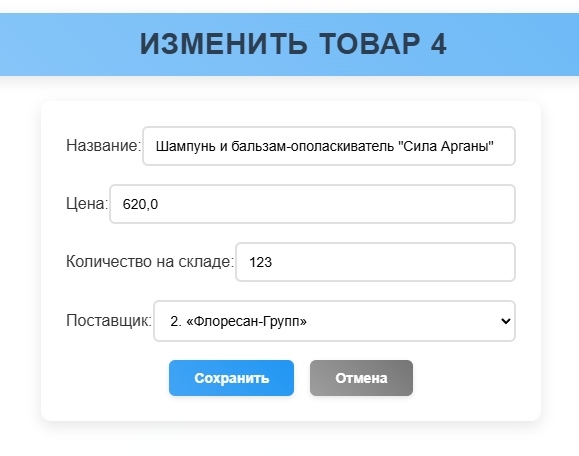 ИЗМЕНИТЬ ТОВАР 4
Название: Шампунь и бальзам-ополаскиватель "Сила Арганы"
Цена: 620,0
Количество на складе: 123
Поставщик: 2. «Флоресан-Групп»
Сохранить Отмена